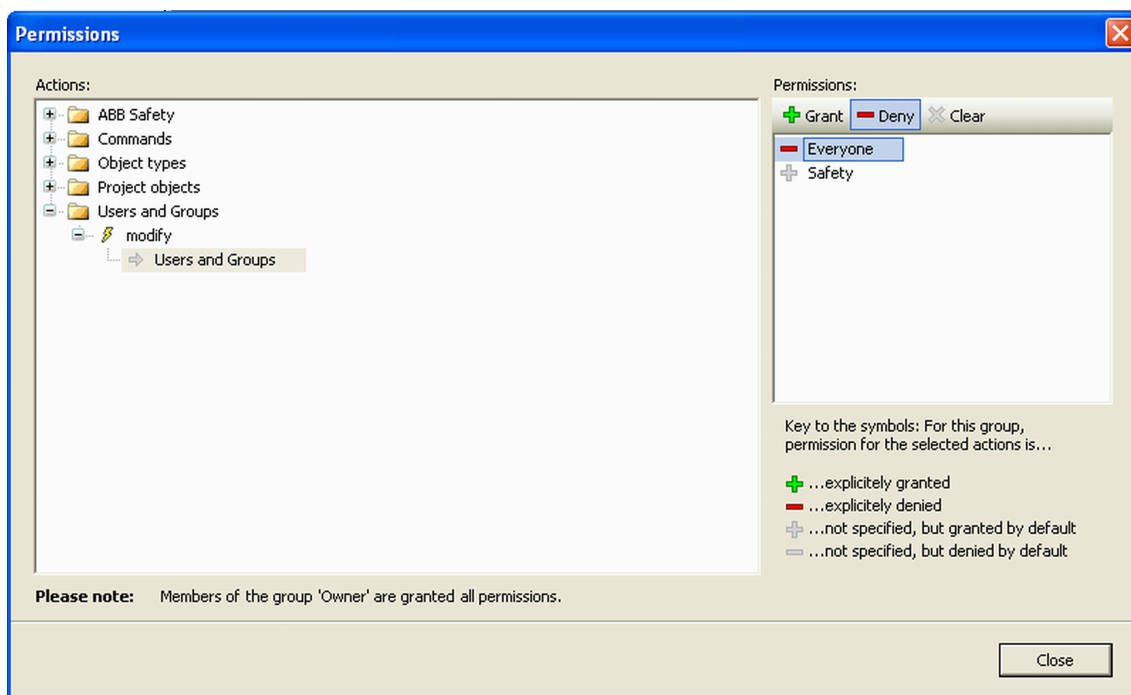 Permissions
Actions:
ABB Safety
Commands
Object types
Project objects
Users and Groups
modify
Users and Groups
Permissions:
Grant Deny Clear
Everyone
Safety
Key to the symbols: For this group,
permission for the selected actions is...
...explicitely granted
...explicitely denied
...not specified, but granted by default
...not specified, but denied by default
Please note: Members of the group 'Owner' are granted all permissions.
Close